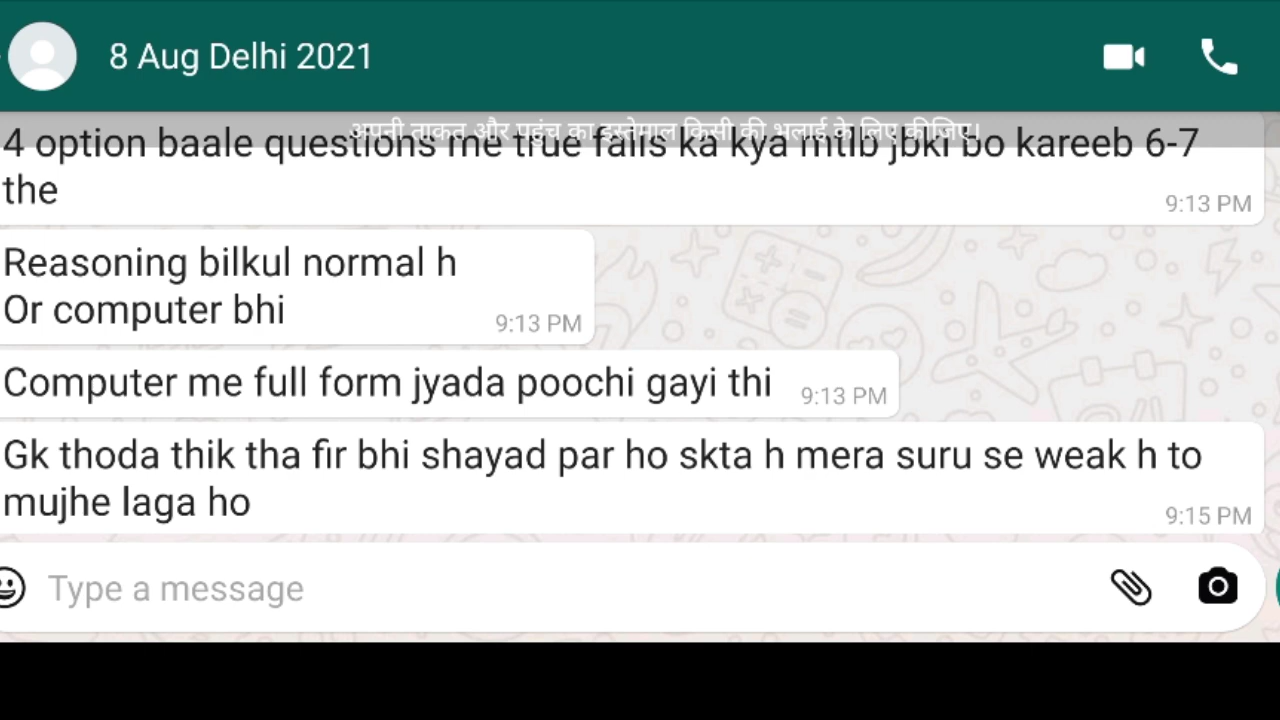 8 Aug Delhi 2021
अपनी ताकत और पहुंच का इस्तेमाल किसी की भलाई के लिए कीजिए।
4 option baale questions me true fails ka kya mtlb jbki bo kareeb 6-7
the
9:13 PM
Reasoning bilkul normal h
Or computer bhi
9:13 PM
Computer me full form jyada poochi gayi thi 9:13 PM
Gk thoda thik tha fir bhi shayad par ho skta h mera suru se weak h to
mujhe laga ho
9:15 PM
Type a message